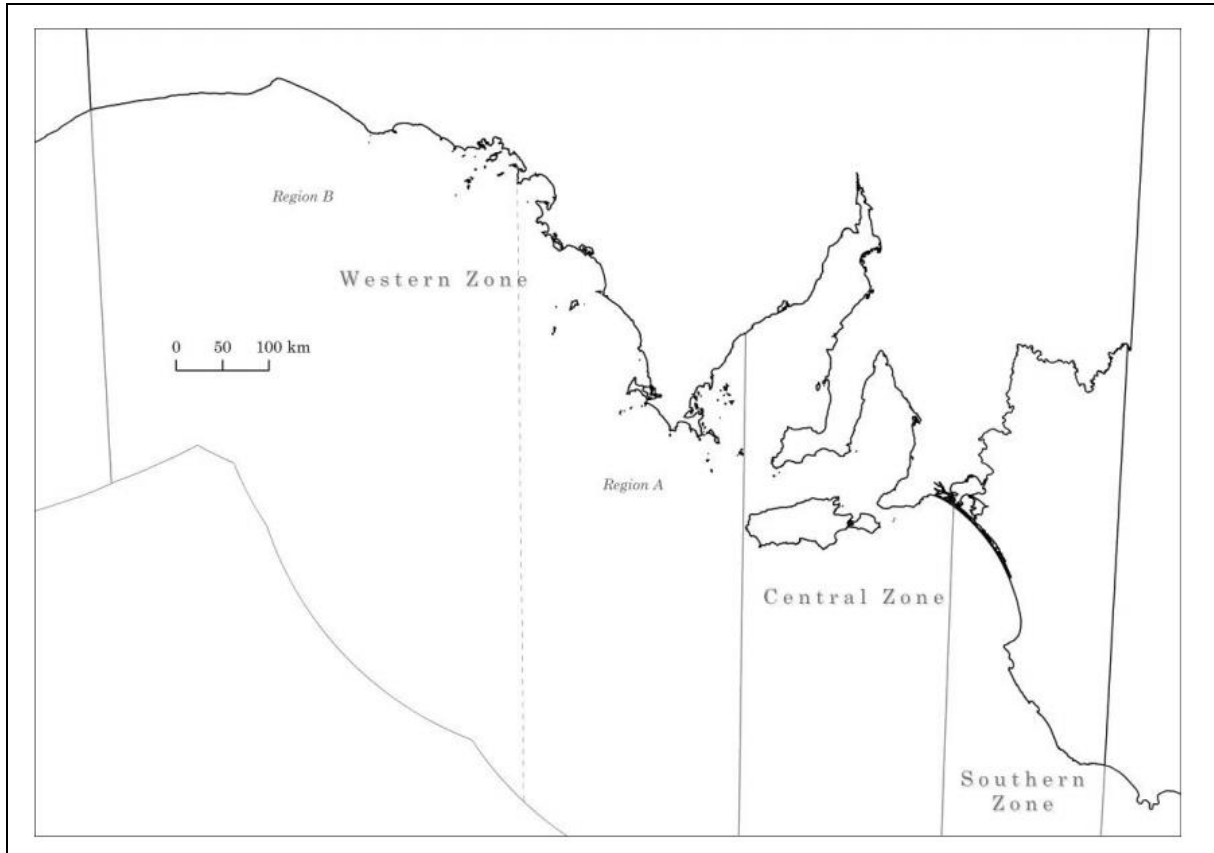 Region B
Western Zone
0 50 100 km
Region A
Central Zone
Southern
Zone